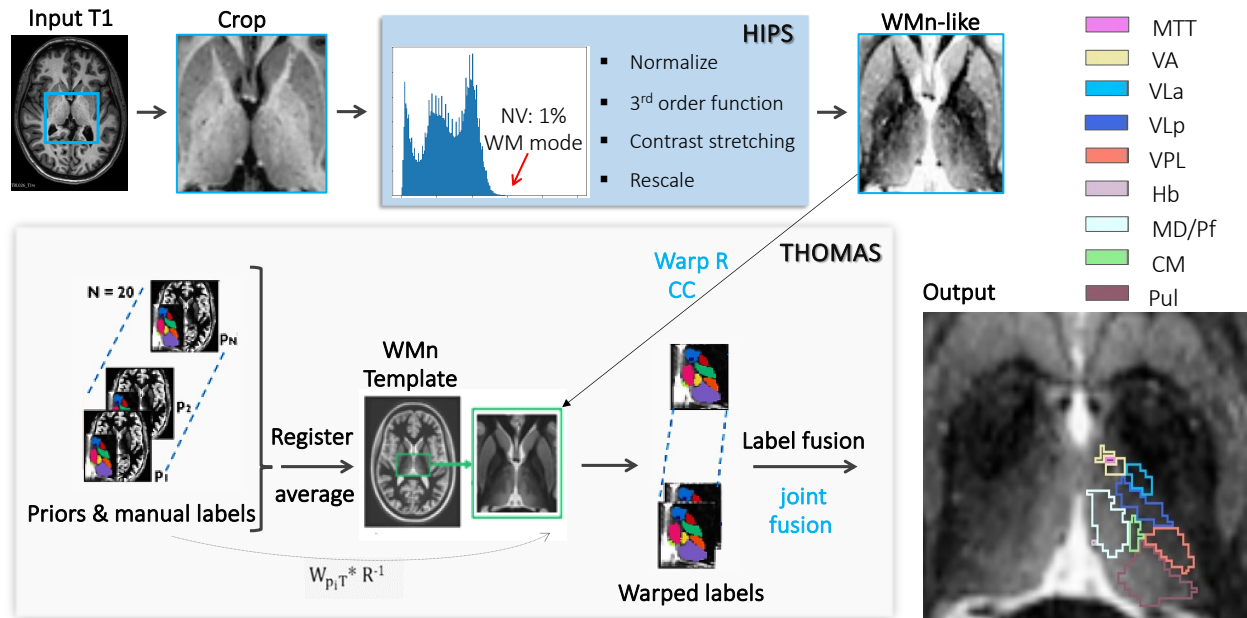 Input T1
Crop
HIPS
WMn-like
NV: 1%
WM mode
▪ Normalize
▪ 3rd order function
▪ Contrast stretching
▪ Rescale
MTT
VA
VLa
VLp
VPL
Hb
MD/Pf
CM
Pul
THOMAS
Warp R
CC
N = 20
PN
P2
P1
Priors & manual labels
Register
average
WMn
Template
WpiT* R-1
Warped labels
Label fusion
joint
fusion
Output